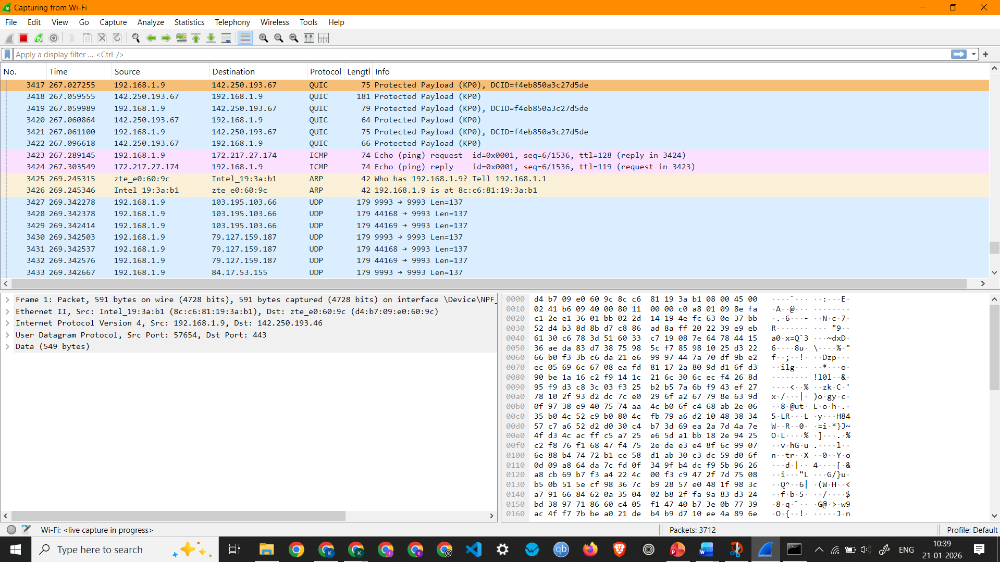 Capturing from Wi-Fi
File Edit View Go Capture Analyze Statistics Telephony Wireless Tools Help
Apply a display filter … <Ctrl-/>
No. Time Source Destination Protocol Length Info
3417 267.027255 192.168.1.9 142.250.193.67 QUIC 75 Protected Payload (KP0), DCID=f4eb850a3c27d5de
3418 267.059555 142.250.193.67 192.168.1.9 QUIC 181 Protected Payload (KP0)
3419 267.059989 192.168.1.9 142.250.193.67 QUIC 79 Protected Payload (KP0), DCID=f4eb850a3c27d5de
3420 267.060864 142.250.193.67 192.168.1.9 QUIC 64 Protected Payload (KP0)
3421 267.061100 192.168.1.9 142.250.193.67 QUIC 75 Protected Payload (KP0), DCID=f4eb850a3c27d5de
3422 267.096618 142.250.193.67 192.168.1.9 QUIC 66 Protected Payload (KP0)
3423 267.289145 192.168.1.9 172.217.27.174 ICMP 74 Echo (ping) request id=0x0001, seq=6/1536, ttl=128 (reply in 3424)
3424 267.303549 172.217.27.174 192.168.1.9 ICMP 74 Echo (ping) reply id=0x0001, seq=6/1536, ttl=119 (request in 3423)
3425 269.245315 zte_e0:60:9c Intel_19:3a:b1 ARP 42 Who has 192.168.1.9? Tell 192.168.1.1
3426 269.245346 Intel_19:3a:b1 zte_e0:60:9c ARP 42 192.168.1.9 is at 8c:c6:81:19:3a:b1
3427 269.342278 192.168.1.9 103.195.103.66 UDP 179 9993 → 9993 Len=137
3428 269.342378 192.168.1.9 103.195.103.66 UDP 179 44168 → 9993 Len=137
3429 269.342414 192.168.1.9 103.195.103.66 UDP 179 44169 → 9993 Len=137
3430 269.342503 192.168.1.9 79.127.159.187 UDP 179 9993 → 9993 Len=137
3431 269.342537 192.168.1.9 79.127.159.187 UDP 179 44168 → 9993 Len=137
3432 269.342576 192.168.1.9 79.127.159.187 UDP 179 44169 → 9993 Len=137
3433 269.342667 192.168.1.9 84.17.53.155 UDP 179 9993 → 9993 Len=137
Frame 1: Packet, 591 bytes on wire (4728 bits), 591 bytes captured (4728 bits) on interface \Device\NPF_
Ethernet II, Src: Intel_19:3a:b1 (8c:c6:81:19:3a:b1), Dst: zte_e0:60:9c (d4:b7:09:e0:60:9c)
Internet Protocol Version 4, Src: 192.168.1.9, Dst: 142.250.193.46
User Datagram Protocol, Src Port: 57654, Dst Port: 443
Data (549 bytes)
0000 d4 b7 09 e0 60 9c 8c c6 81 19 3a b1 08 00 45 00 ····`··· ··:···E·
0010 02 41 b6 09 40 00 80 11 00 00 c0 a8 01 09 8e fa ·A··@··· ········
0020 c1 2e e1 36 01 bb 02 2d 14 19 4e fc 63 0e 37 bb ·.·6···- ··N·c·7·
0030 52 d4 b3 8d 8b d7 c8 86 ad 8a ff 20 22 39 e9 eb R······· ··· "9··
0040 61 30 c6 78 3d 51 60 33 c7 19 08 7e 64 78 44 15 a0·x=Q`3 ···~dxD·
0050 36 ae da 83 d7 38 75 98 5c f7 85 98 10 25 d3 22 6····8u· \····%·"
0060 66 b0 f3 3b c6 da 21 e6 99 97 44 7a 70 df 9b e2 f··;··!· ··Dzp···
0070 ec 05 69 6c 67 08 ea fd 81 17 2a 80 9d d1 6f d3 ··ilg··· ··*···o·
0080 90 be 1a 16 c2 f9 14 1c 21 6c 30 6c ec f4 26 8d ········ !l0l··&·
0090 95 f9 d3 c8 3c 03 f3 25 b2 b5 7a 6b f9 43 ef 27 ····<··% ··zk·C·'
00a0 78 10 2f 93 d2 dc 7c e0 29 6f a2 67 79 8e 63 9d x·/···|· )o·gy·c·
00b0 0f 97 38 e9 40 75 74 aa 4c b0 6f c4 68 ab 2e 06 ··8·@ut· L·o·h·.·
00c0 35 b0 4c 52 c9 b0 80 4c fb 79 a6 d2 10 48 38 34 5·LR···L ·y···H84
00d0 57 c7 a6 52 d2 d0 30 c4 b7 3d 69 ea 2a 7d 4a 7e W··R··0· ·=i·*}J~
00e0 4f d3 4c ac ff c5 a7 25 e6 5d a1 bb 18 2e 94 25 O·L····% ·]···.·%
00f0 c2 f8 76 f1 68 47 f4 75 2e de e3 e4 8f 6c 99 07 ··v·hG·u .····l··
0100 6e 88 b4 74 72 b1 ce 58 d1 ab 30 c3 dc 59 d0 6f n··tr··X ··0··Y·o
0110 0d 09 a8 64 da 7c fd 0f 34 9f b4 dc f9 5b 96 26 ···d·|·· 4····[·&
0120 a8 cb 69 b7 f3 a4 22 4c 00 f3 c9 47 2f 7d 75 08 ··i···"L ···G/}u·
0130 b5 0b 51 5e cf 98 36 7c b9 28 57 e0 48 1f 98 3c ··Q^··6| ·(W·H··<
0140 a7 91 66 84 62 0a 35 04 02 b8 2f fa 9a 83 d3 24 ··f·b·5· ··/····$
0150 bd 38 97 71 86 60 c4 05 f1 47 40 b7 3e 0b 77 39 ·8·q·`·· ·G@·>·w9
0160 ac 4f f7 7b be a0 21 de b4 b9 d7 10 ee 4a 89 6e ·O·{··!· ·····J·n
Wi-Fi: <live capture in progress> Packets: 3712 Profile: Default
Type here to search
ENG
10:39
21-01-2026